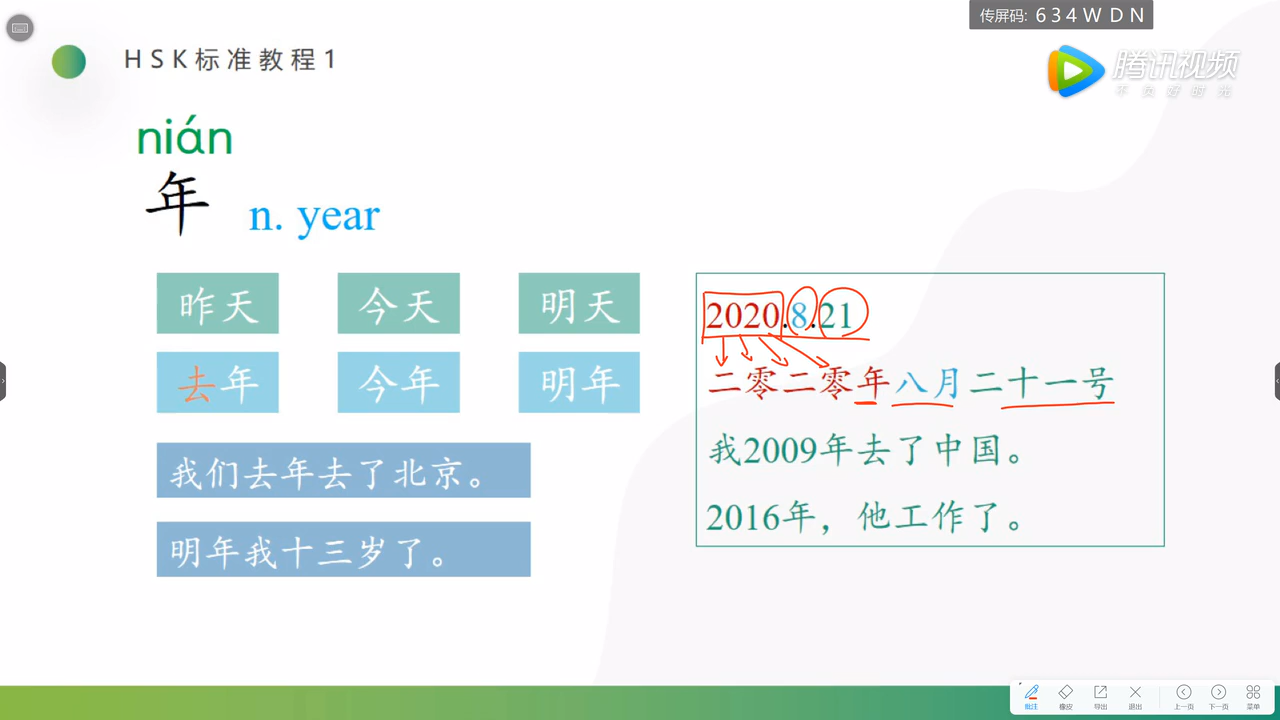 传屏码: 634WDN
HSK标准教程1
腾讯视频
不负好时光
nián
年 n. year
昨天 今天 明天
去年 今年 明年
我们去年去了北京。
明年我十三岁了。
2020.8.21
二零二零年八月二十一号
我2009年去了中国。
2016年，他工作了。
批注 橡皮 导出 退出 上一页 下一页 菜单